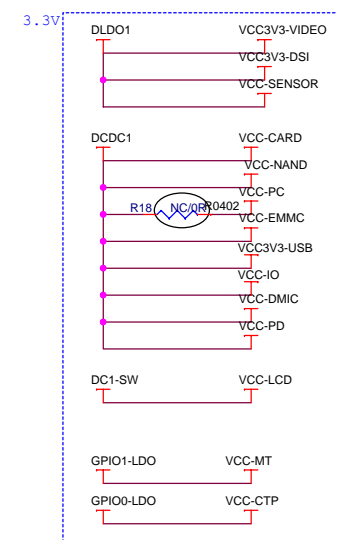 3.3V
DLDO1 VCC3V3-VIDEO
VCC3V3-DSI
VCC-SENSOR
DCDC1 VCC-CARD
VCC-NAND
VCC-PC
R18 NC/0R R0402
VCC-EMMC
VCC3V3-USB
VCC-IO
VCC-DMIC
VCC-PD
DC1-SW VCC-LCD
GPIO1-LDO VCC-MT
GPIO0-LDO VCC-CTP